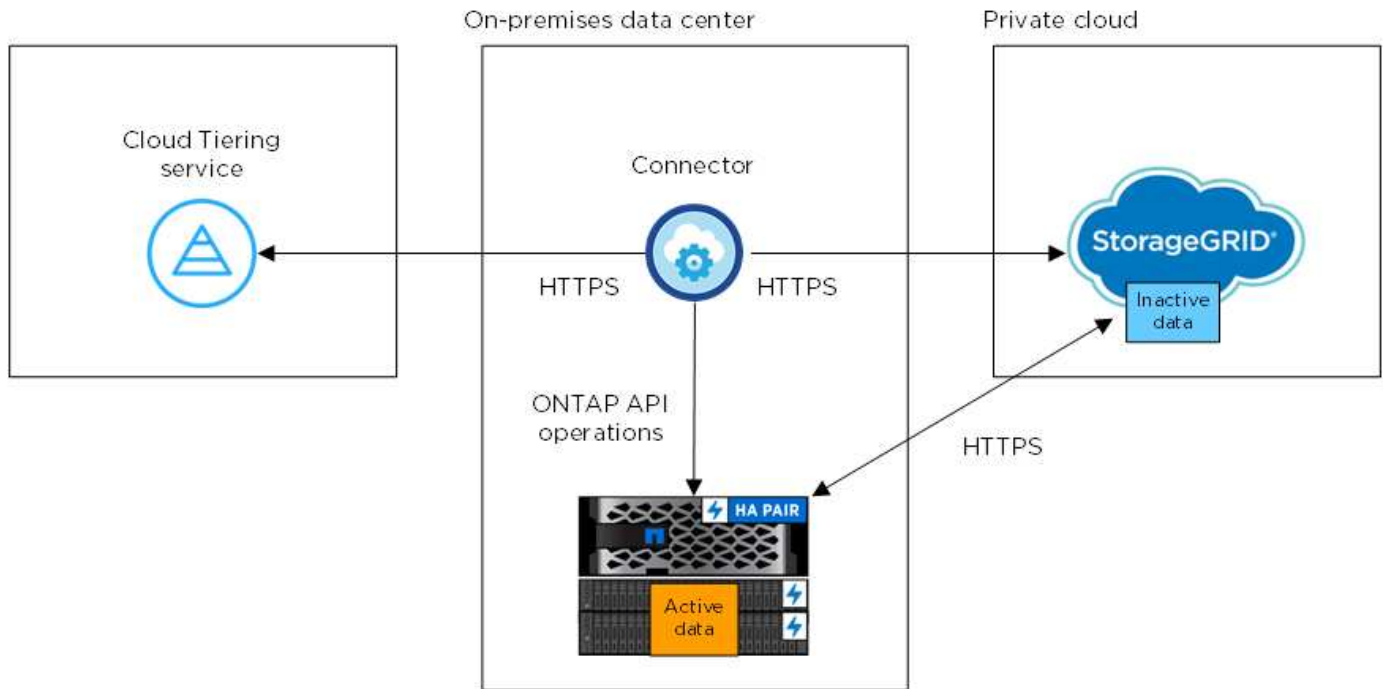 On-premises data center
Private cloud
Cloud Tiering
service
Connector
StorageGRID®
Inactive
data
HTTPS
HTTPS
ONTAP API
operations
HTTPS
HA PAIR
Active
data